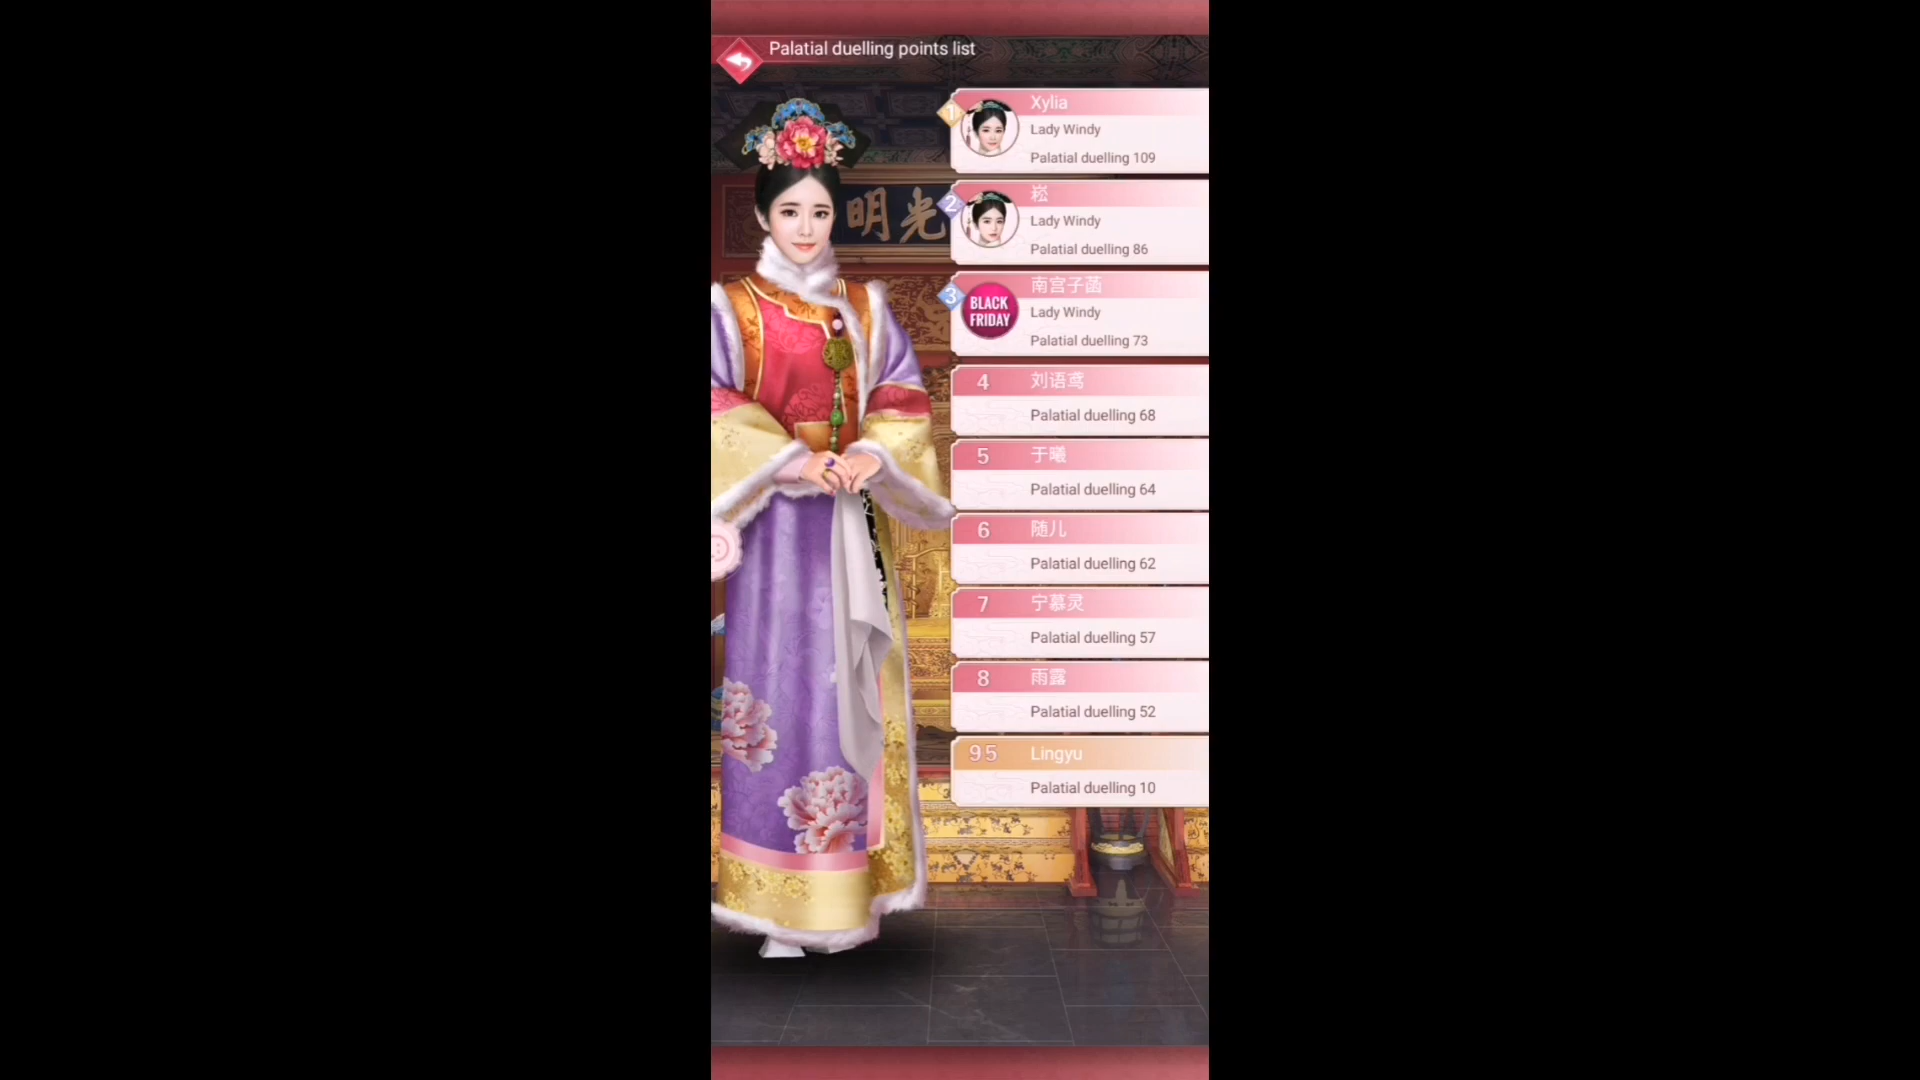 Palatial duelling points list
1
Xylia
Lady Windy
Palatial duelling 109
明光
2
崧
Lady Windy
Palatial duelling 86
3
BLACK
FRIDAY
南宫子菡
Lady Windy
Palatial duelling 73
4
刘语鸢
Palatial duelling 68
5
于曦
Palatial duelling 64
6
随儿
Palatial duelling 62
7
宁慕灵
Palatial duelling 57
8
雨露
Palatial duelling 52
95
Lingyu
Palatial duelling 10